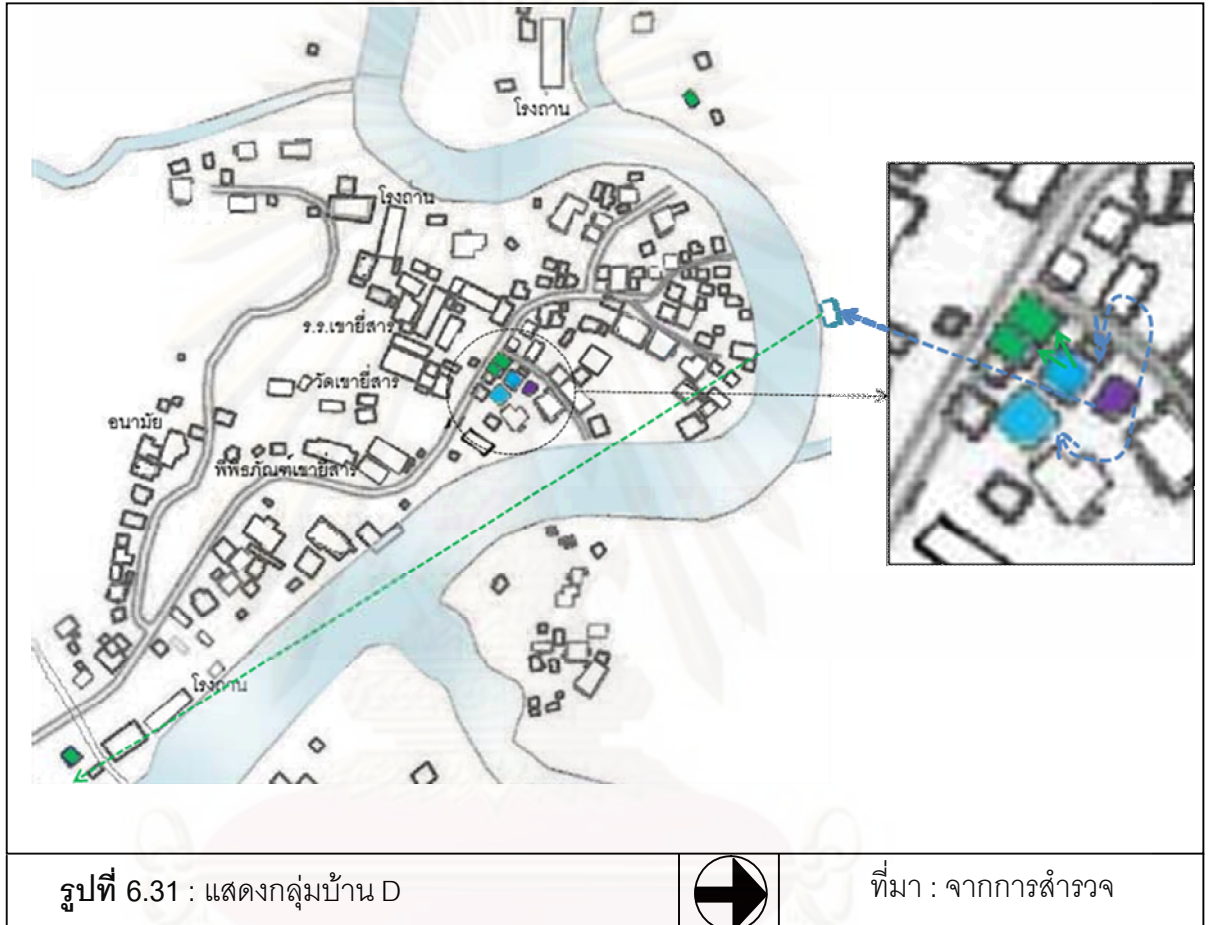 โรงถ่าน
โรงถ่าน
ร.ร.เขายี่สาร
วัดเขายี่สาร
อนามัย
พิพิธภัณฑ์เขายี่สาร
โรงถ่าน
รูปที่ 6.31 : แสดงกลุ่มบ้าน D
ที่มา : จากการสำรวจ